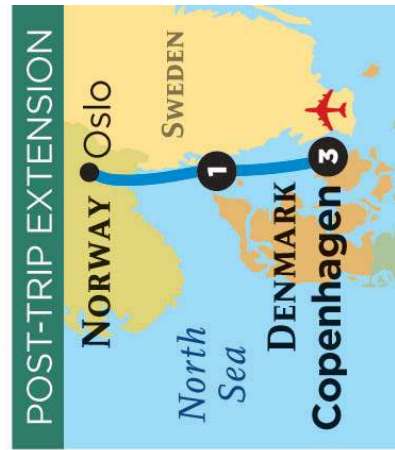 POST-TRIP EXTENSION
NORWAY
Oslo
SWEDEN
North
Sea
1
DENMARK
3
Copenhagen